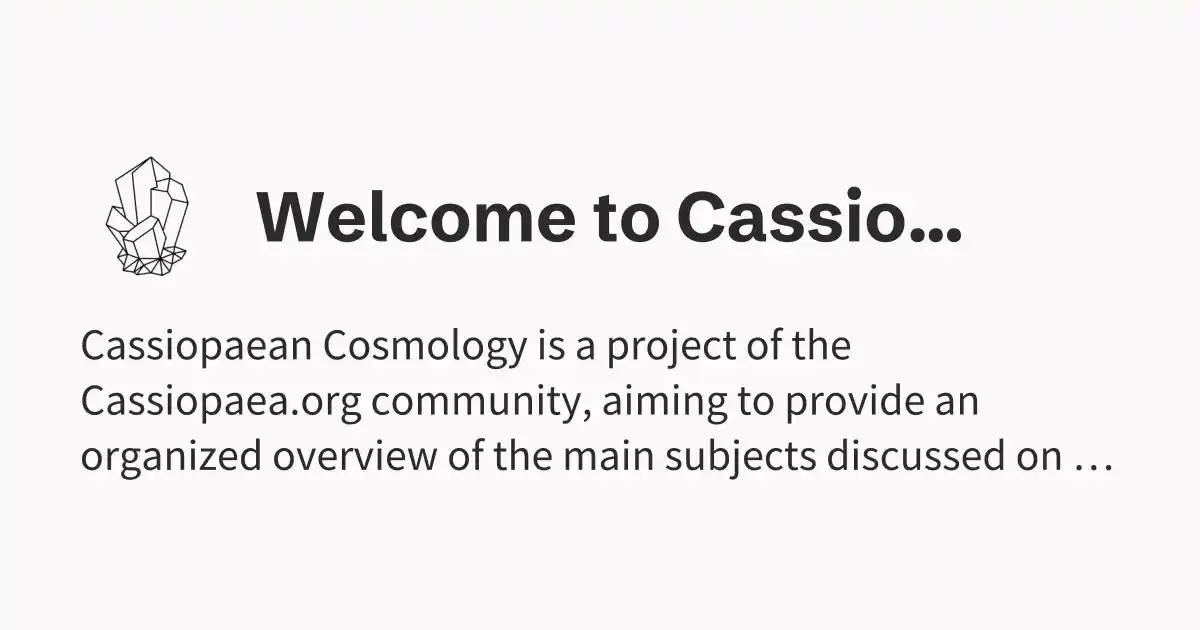 Welcome to Cassio...
Cassiopaean Cosmology is a project of the
Cassiopaea.org community, aiming to provide an
organized overview of the main subjects discussed on …